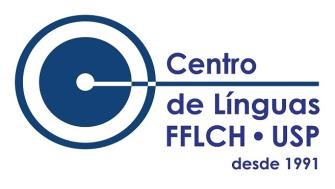 Centro
de Línguas
FFLCH • USP
desde 1991